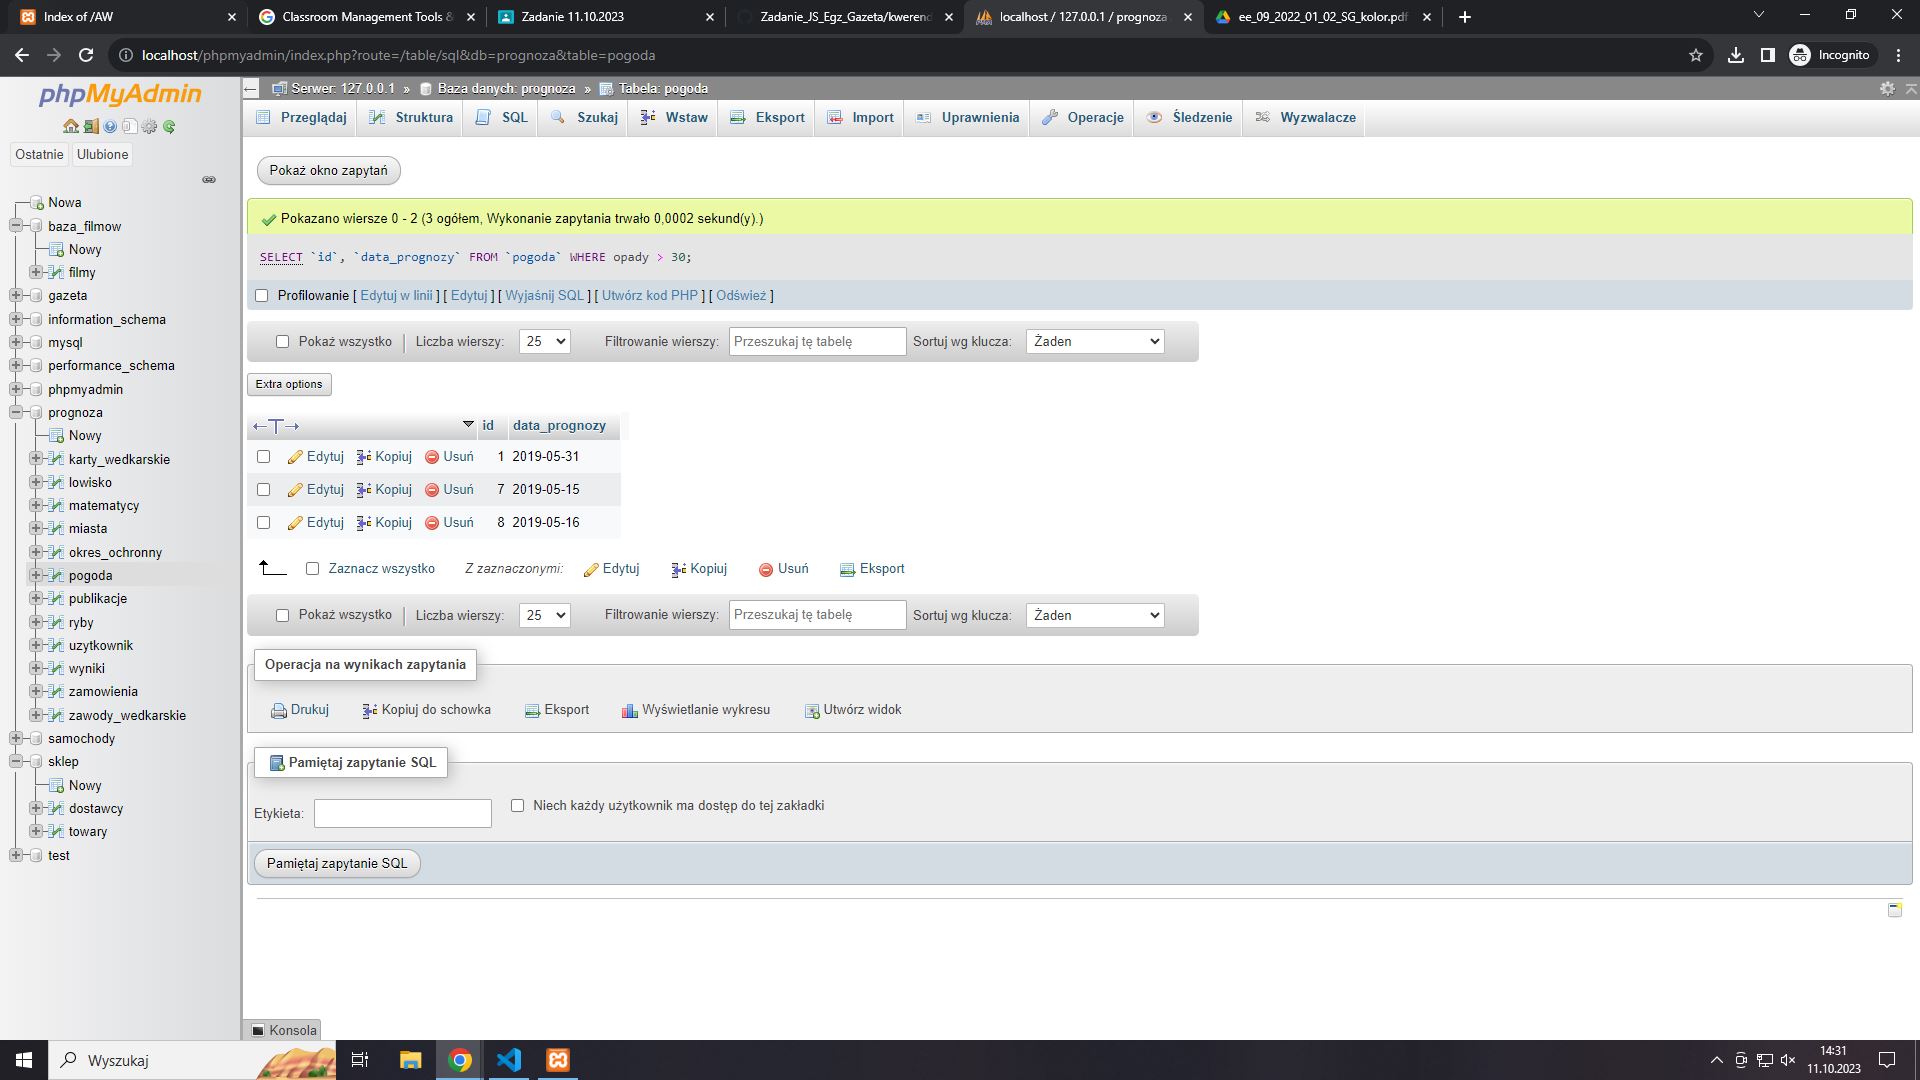 Index of /AW
Classroom Management Tools &
Zadanie 11.10.2023
Zadanie_JS_Egz_Gazeta/kwerend
localhost / 127.0.0.1 / prognoza
ee_09_2022_01_02_SG_kolor.pdf
localhost/phpmyadmin/index.php?route=/table/sql&db=prognoza&table=pogoda
Incognito
phpMyAdmin
Ostatnie
Ulubione
Nowa
baza_filmow
Nowy
filmy
gazeta
information_schema
mysql
performance_schema
phpmyadmin
prognoza
Nowy
karty_wedkarskie
lowisko
matematycy
miasta
okres_ochronny
pogoda
publikacje
ryby
uzytkownik
wyniki
zamowienia
zawody_wedkarskie
samochody
sklep
Nowy
dostawcy
towary
test
Serwer: 127.0.0.1 » Baza danych: prognoza » Tabela: pogoda
Przeglądaj Struktura SQL Szukaj Wstaw Eksport Import Uprawnienia Operacje Śledzenie Wyzwalacze
Pokaż okno zapytań
Pokazano wiersze 0 - 2 (3 ogółem, Wykonanie zapytania trwało 0,0002 sekund(y).)
SELECT `id`, `data_prognozy` FROM `pogoda` WHERE opady > 30;
Profilowanie [ Edytuj w linii ] [ Edytuj ] [ Wyjaśnij SQL ] [ Utwórz kod PHP ] [ Odśwież ]
Pokaż wszystko | Liczba wierszy: 25 Filtrowanie wierszy: Przeszukaj tę tabelę Sortuj wg klucza: Żaden
Extra options
←T→ id data_prognozy
Edytuj Kopiuj Usuń 1 2019-05-31
Edytuj Kopiuj Usuń 7 2019-05-15
Edytuj Kopiuj Usuń 8 2019-05-16
Zaznacz wszystko Z zaznaczonymi: Edytuj Kopiuj Usuń Eksport
Pokaż wszystko | Liczba wierszy: 25 Filtrowanie wierszy: Przeszukaj tę tabelę Sortuj wg klucza: Żaden
Operacja na wynikach zapytania
Drukuj Kopiuj do schowka Eksport Wyświetlanie wykresu Utwórz widok
Pamiętaj zapytanie SQL
Etykieta: Niech każdy użytkownik ma dostęp do tej zakładki
Pamiętaj zapytanie SQL
Konsola
Wyszukaj
14:31
11.10.2023